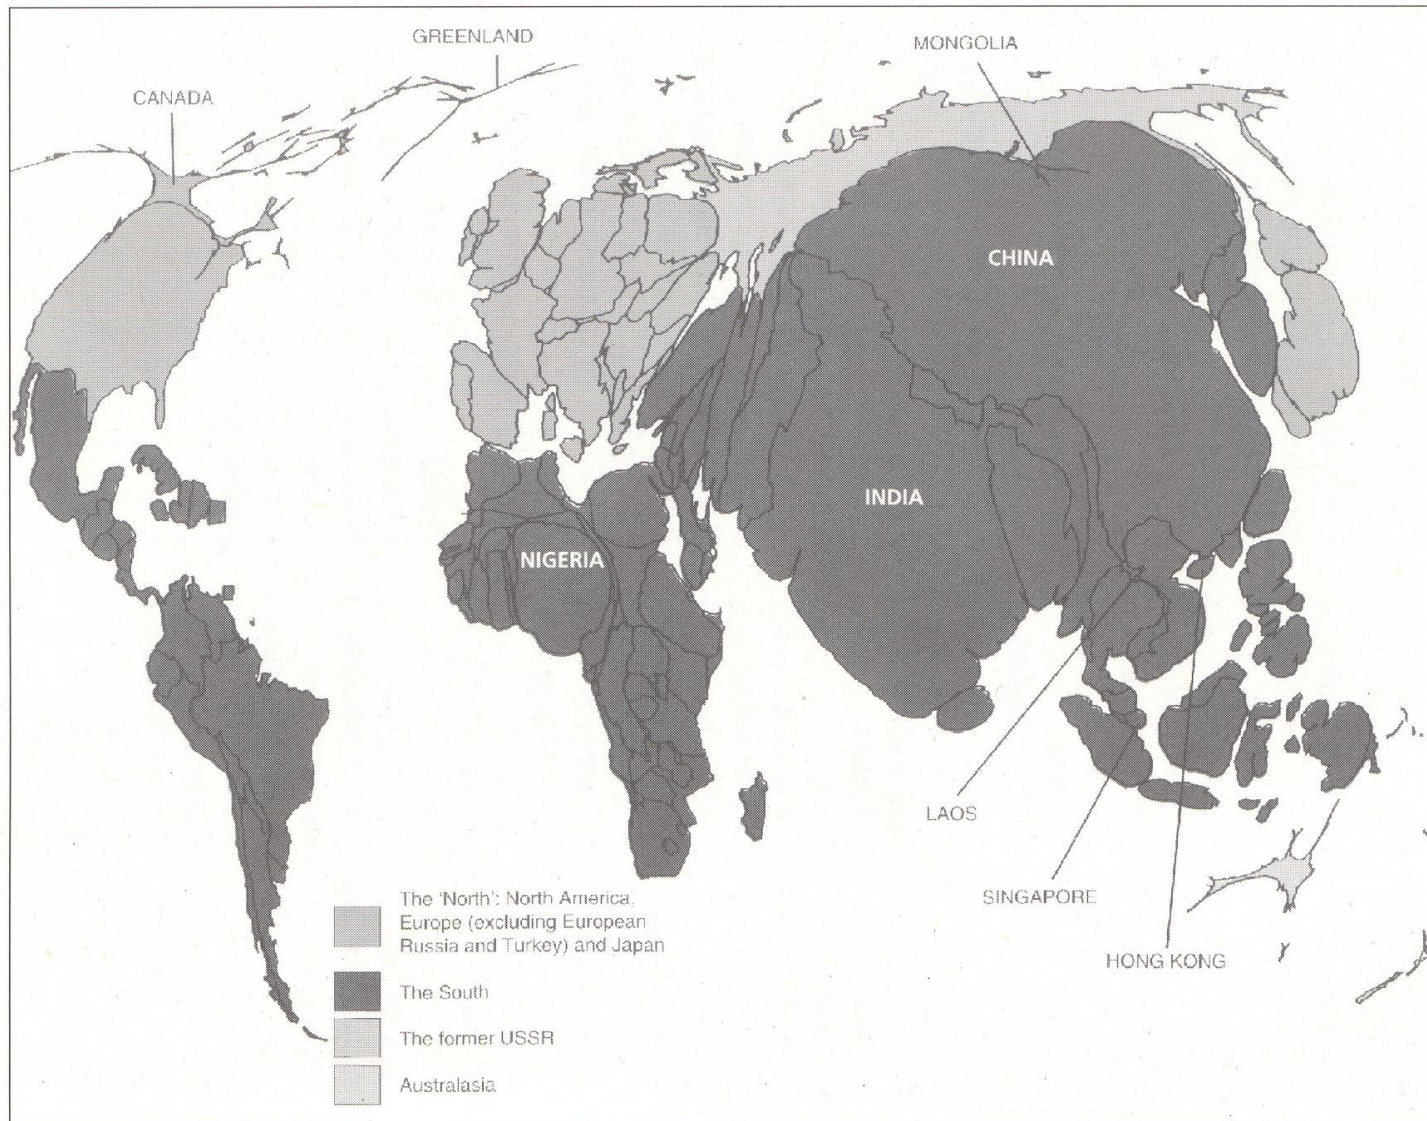 GREENLAND
MONGOLIA
CANADA
CHINA
INDIA
NIGERIA
LAOS
SINGAPORE
HONG KONG
The 'North': North America,
Europe (excluding European
Russia and Turkey) and Japan
The South
The former USSR
Australasia